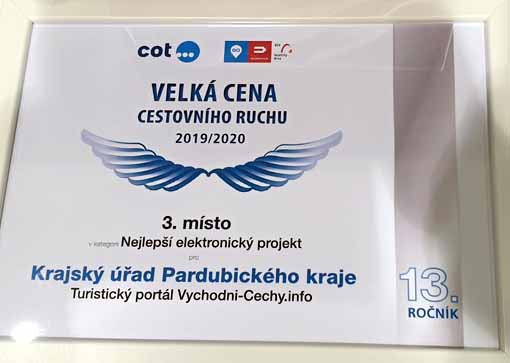 cot
VELKÁ CENA
CESTOVNÍHO RUCHU
2019/2020
3. místo
v kategorii Nejlepší elektronický projekt
pro
Krajský úřad Pardubického kraje
Turistický portál Vychodni-Cechy.info
13.
ROČNÍK